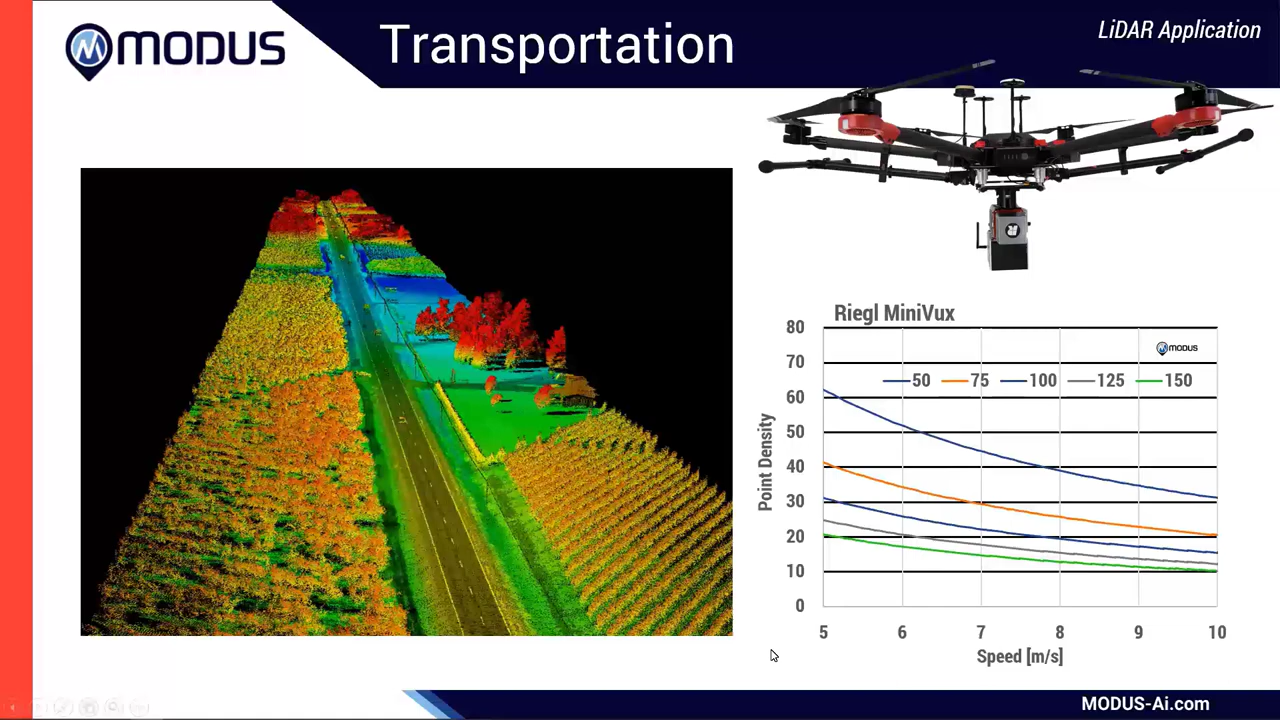 MODUS
Transportation
LiDAR Application
Riegl MiniVux
MODUS
50 75 100 125 150
Point Density
80
70
60
50
40
30
20
10
0
5 6 7 8 9 10
Speed [m/s]
MODUS-Ai.com